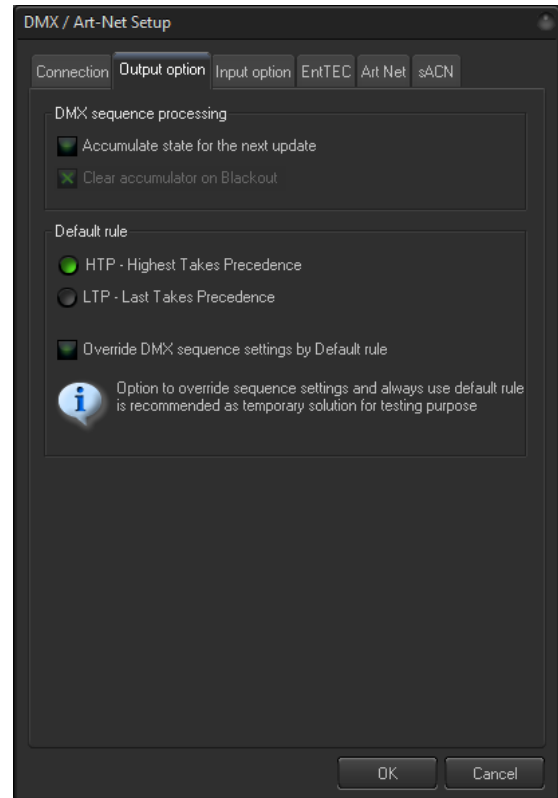 DMX / Art-Net Setup
Connection Output option Input option EntTEC Art Net sACN
DMX sequence processing
Accumulate state for the next update
Clear accumulator on Blackout
Default rule
HTP - Highest Takes Precedence
LTP - Last Takes Precedence
Override DMX sequence settings by Default rule
Option to override sequence settings and always use default rule
is recommended as temporary solution for testing purpose
OK Cancel